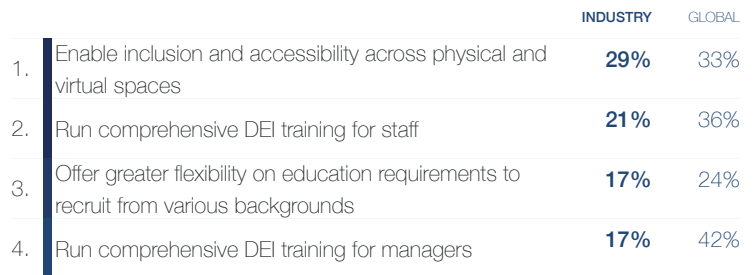 INDUSTRY GLOBAL
1. Enable inclusion and accessibility across physical and
virtual spaces 29% 33%
2. Run comprehensive DEI training for staff 21% 36%
3. Offer greater flexibility on education requirements to
recruit from various backgrounds 17% 24%
4. Run comprehensive DEI training for managers 17% 42%